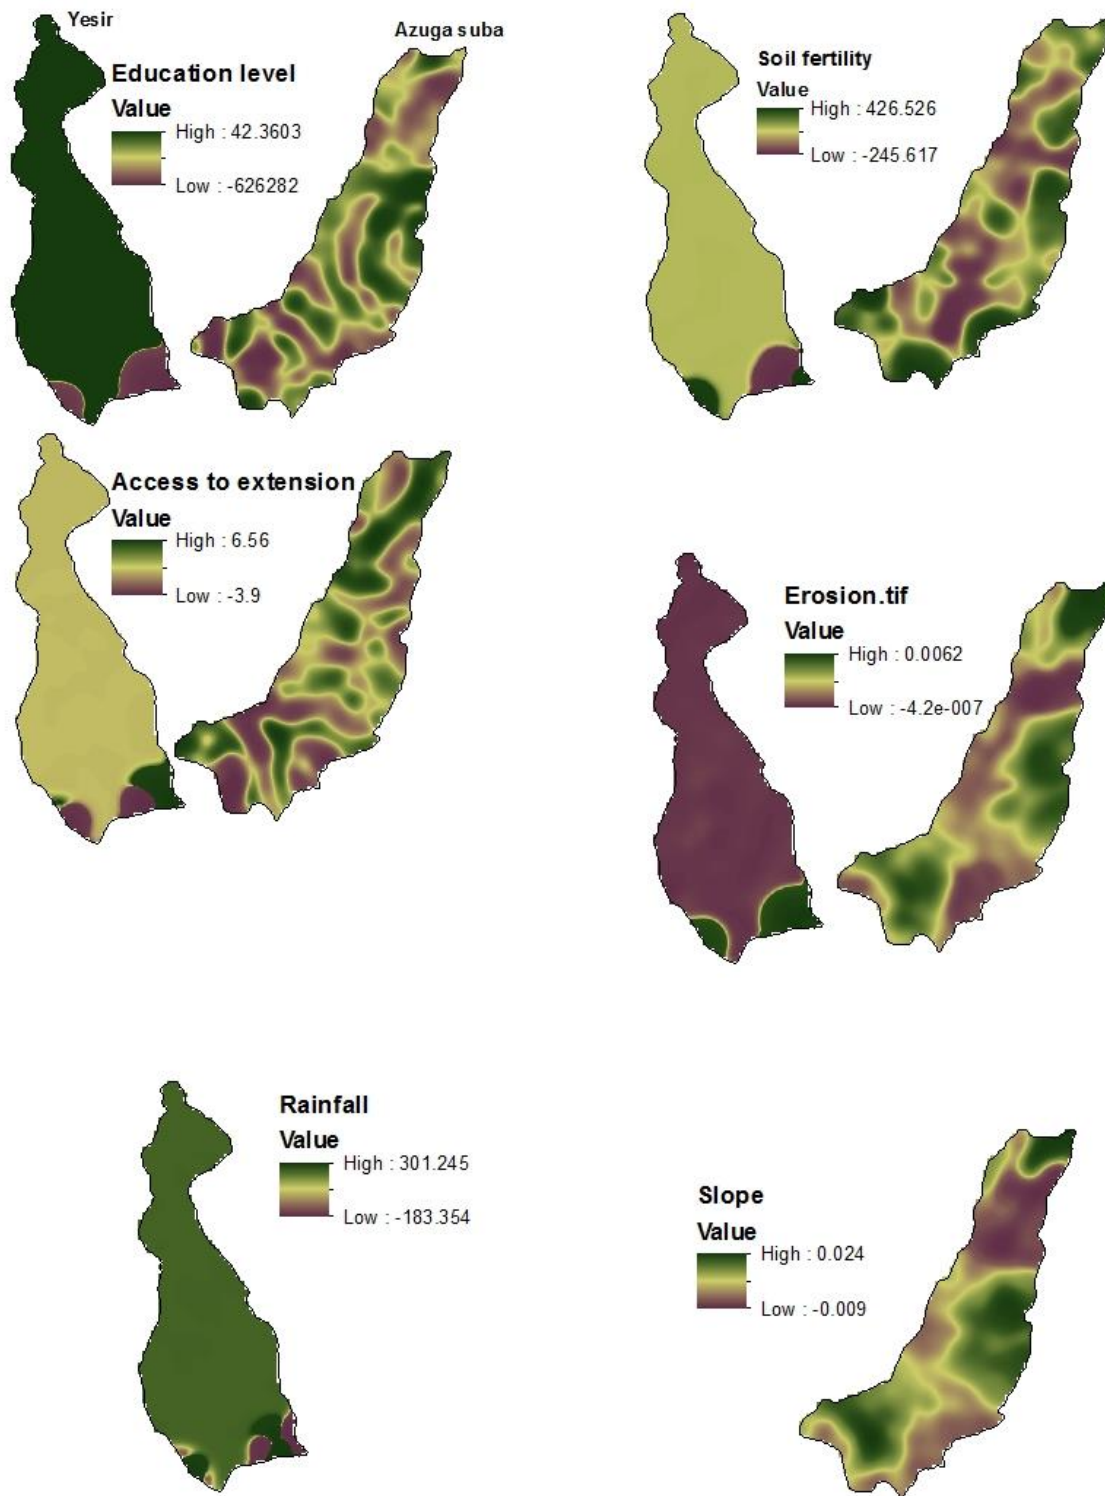 Yesir
Azuga suba
Education level
Value
High : 42.3603
Low : -626282
Soil fertility
Value
High : 426.526
Low : -245.617
Access to extension
Value
High : 6.56
Low : -3.9
Erosion.tif
Value
High : 0.0062
Low : -4.2e-007
Rainfall
Value
High : 301.245
Low : -183.354
Slope
Value
High : 0.024
Low : -0.009